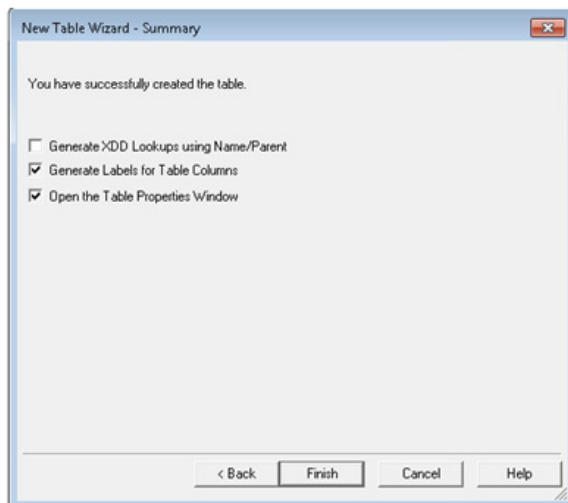 New Table Wizard - Summary
You have successfully created the table.
Generate XDD Lookups using Name/Parent
Generate Labels for Table Columns
Open the Table Properties Window
< Back Finish Cancel Help